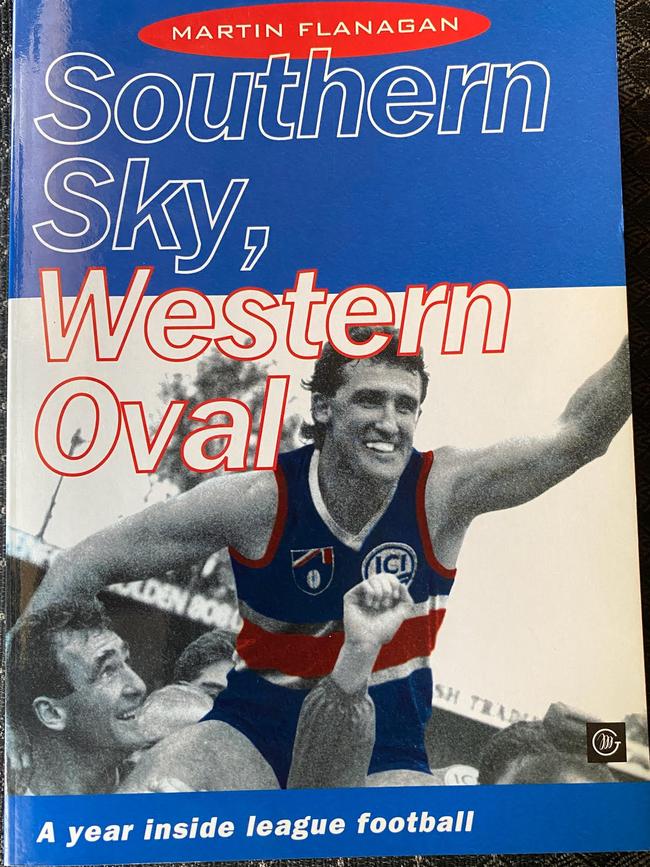 MARTIN FLANAGAN
Southern
Sky,
Western
Oval
ICI
A year inside league football